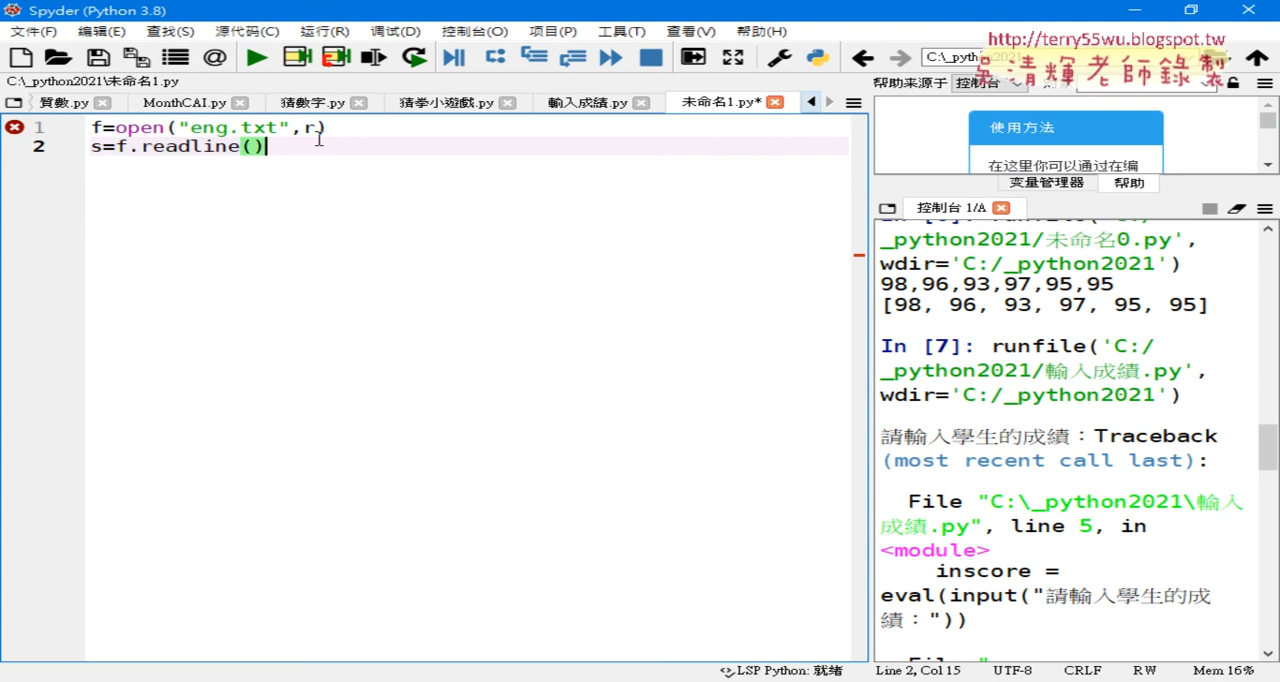 Spyder (Python 3.8)
文件(F) 编辑(E) 查找(S) 源代码(C) 运行(R) 调试(D) 控制台(O) 项目(P) 工具(T) 查看(V) 帮助(H)
http://terry55wu.blogspot.tw
吳清輝老師錄製
C:\_python2021\未命名1.py
帮助来源于 控制台
質數.py MonthCAI.py 猜數字.py 猜拳小遊戲.py 輸入成績.py 未命名1.py*
1 f=open("eng.txt",r)
2 s=f.readline()
使用方法
在这里你可以通过在编
变量管理器 帮助
控制台 1/A
_python2021/未命名0.py',
wdir='C:/_python2021')
98,96,93,97,95,95
[98, 96, 93, 97, 95, 95]
In [7]: runfile('C:/
_python2021/輸入成績.py',
wdir='C:/_python2021')
請輸入學生的成績：Traceback
(most recent call last):
File "C:\_python2021\輸入
成績.py", line 5, in
<module>
inscore =
eval(input("請輸入學生的成
績："))
LSP Python: 就绪 Line 2, Col 15 UTF-8 CRLF RW Mem 16%